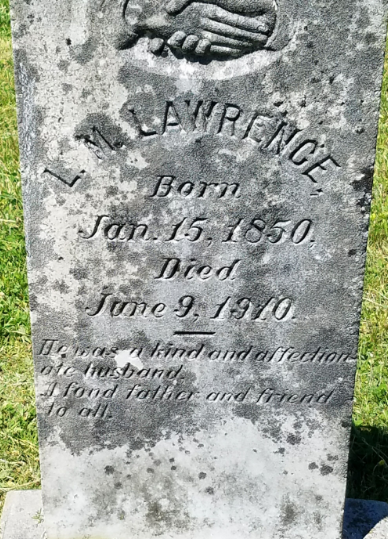 L. M. LAWRENCE,
Born
Jan. 15, 1850.
Died
June 9, 1910.
He was a kind and affection-
ate husband.
A fond father and friend
to all.